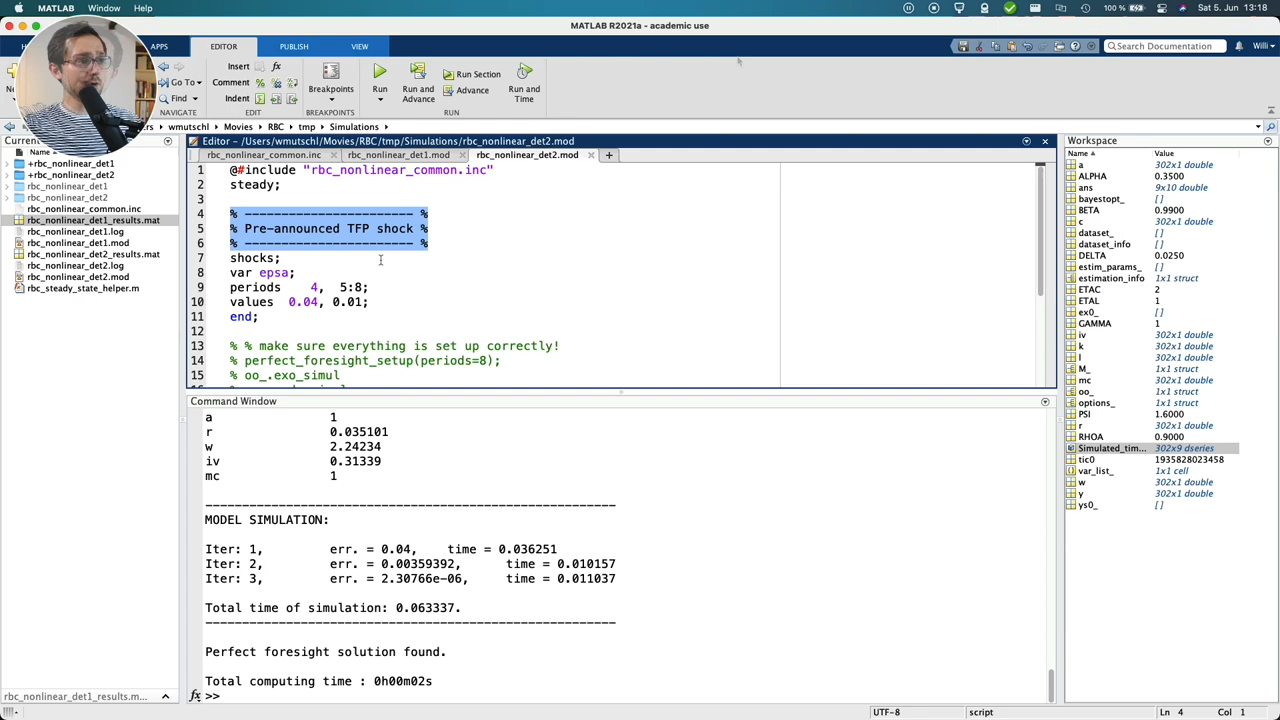 Sat 5. Jun 13:18
MATLAB R2021a - academic use
APPS
EDITOR
PUBLISH
VIEW
Search Documentation
Willi
Insert
fx
Comment
Indent
Go To
Find
Breakpoints
Run
Run and
Advance
Run Section
Advance
Run and
Time
NAVIGATE
EDIT
BREAKPOINTS
RUN
wmutschl
Movies
RBC
tmp
Simulations
Name
+rbc_nonlinear_det1
+rbc_nonlinear_det2
rbc_nonlinear_det1
rbc_nonlinear_det2
rbc_nonlinear_common.inc
rbc_nonlinear_det1_results.mat
rbc_nonlinear_det1.log
rbc_nonlinear_det1.mod
rbc_nonlinear_det2_results.mat
rbc_nonlinear_det2.log
rbc_nonlinear_det2.mod
rbc_steady_state_helper.m
rbc_nonlinear_det1_results.m...
Editor - /Users/wmutschl/Movies/RBC/tmp/Simulations/rbc_nonlinear_det2.mod
rbc_nonlinear_common.inc
rbc_nonlinear_det1.mod
rbc_nonlinear_det2.mod
1 @#include "rbc_nonlinear_common.inc"
2 steady;
3
4 % ----------------------- %
5 % Pre-announced TFP shock %
6 % ----------------------- %
7 shocks;
8 var epsa;
9 periods    4,  5:8;
10 values  0.04, 0.01;
11 end;
12
13 % % make sure everything is set up correctly!
14 % perfect_foresight_setup(periods=8);
15 % oo_.exo_simul
Command Window
a 1
r 0.035101
w 2.24234
iv 0.31339
mc 1
--------------------------------------------------------
MODEL SIMULATION:
Iter: 1, err. = 0.04, time = 0.036251
Iter: 2, err. = 0.00359392, time = 0.010157
Iter: 3, err. = 2.30766e-06, time = 0.011037
Total time of simulation: 0.063337.
--------------------------------------------------------
Perfect foresight solution found.
Total computing time : 0h00m02s
fx >>
Workspace
Name Value
a 302x1 double
ALPHA 0.3500
ans 9x10 double
bayestopt_ [ ]
BETA 0.9900
c 302x1 double
dataset_ [ ]
dataset_info [ ]
DELTA 0.0250
estim_params_ [ ]
estimation_info 1x1 struct
ETAC 2
ETAL 1
ex0_ [ ]
GAMMA 1
iv 302x1 double
k 302x1 double
l 302x1 double
M_ 1x1 struct
mc 302x1 double
oo_ 1x1 struct
options_ 1x1 struct
PSI 1.6000
r 302x1 double
RHOA 0.9000
Simulated_tim... 302x9 dseries
tic0 1935828023458
var_list_ 1x1 cell
w 302x1 double
y 302x1 double
ys0_ [ ]
UTF-8
script
Ln 4
Col 1